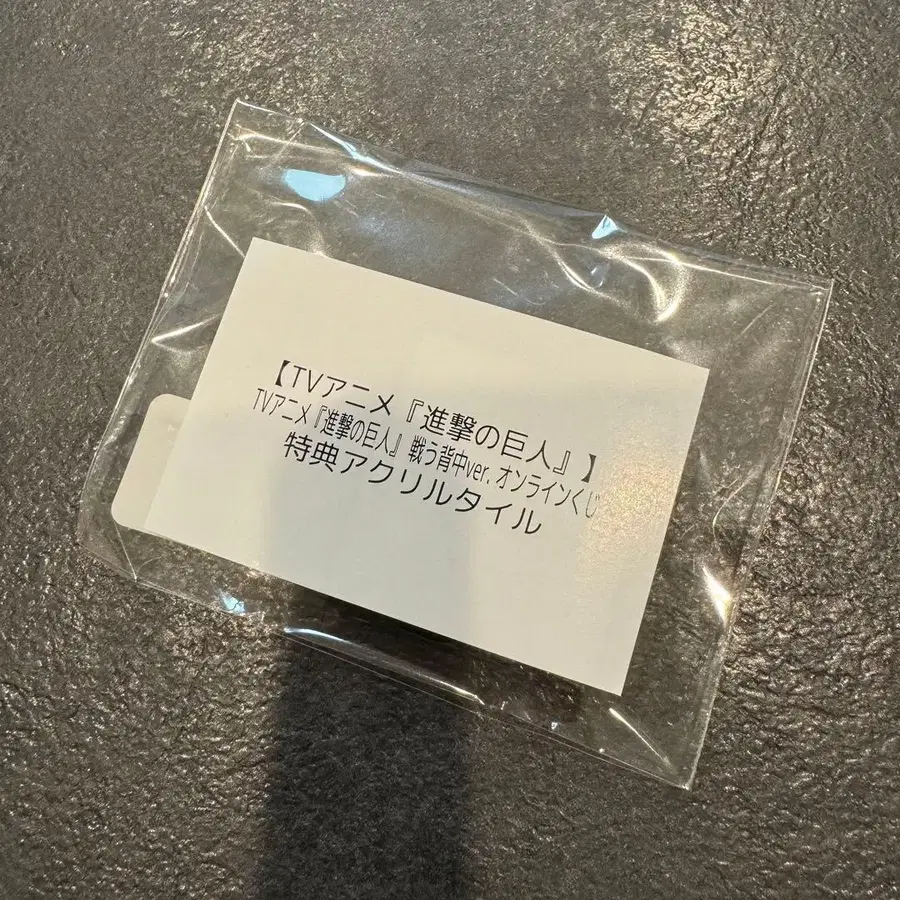 【TVアニメ『進撃の巨人』】
TVアニメ『進撃の巨人』戦う背中ver. オンラインくじ
特典アクリルタイル